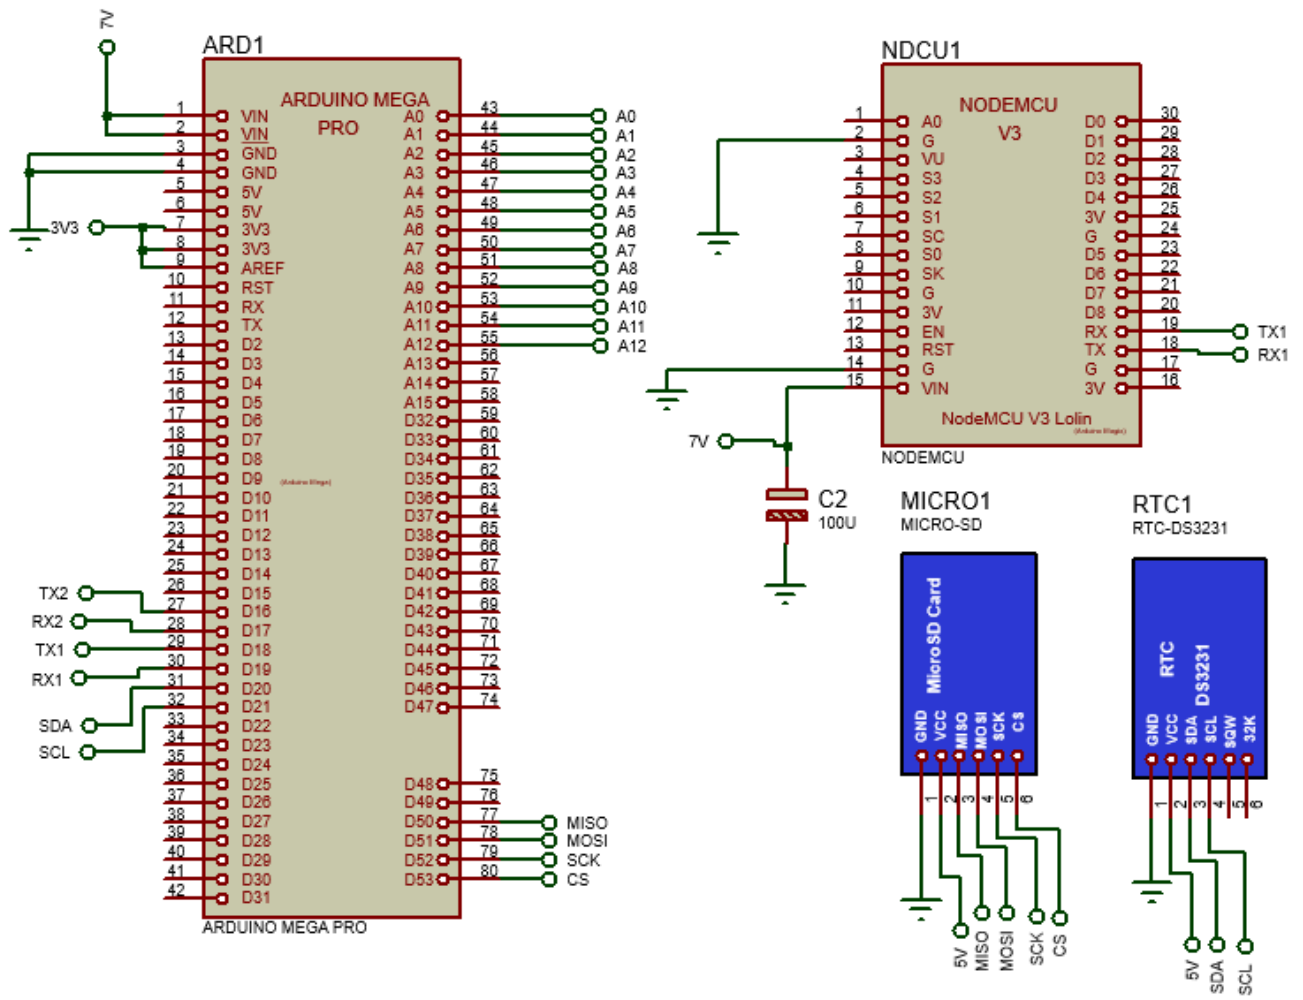 7V
ARD1
ARDUINO MEGA
PRO
1 VIN
2 VIN
3 GND
4 GND
5 5V
6 5V
3V3
7 3V3
8 3V3
9 AREF
10 RST
11 RX
12 TX
13 D2
14 D3
15 D4
16 D5
17 D6
18 D7
19 D8
20 D9
(Arduino Mega)
21 D10
22 D11
23 D12
24 D13
25 D14
26 D15
TX2 27 D16
RX2 28 D17
TX1 29 D18
RX1 30 D19
SDA 31 D20
SCL 32 D21
33 D22
34 D23
35 D24
36 D25
37 D26
38 D27
39 D28
40 D29
41 D30
42 D31
A0 43 A0
A1 44 A1
A2 45 A2
A3 46 A3
A4 47 A4
A5 48 A5
A6 49 A6
A7 50 A7
A8 51 A8
A9 52 A9
A10 53 A10
A11 54 A11
A12 55 A12
A13 56
A14 57
A15 58
D32 59
D33 60
D34 61
D35 62
D36 63
D37 64
D38 65
D39 66
D40 67
D41 68
D42 69
D43 70
D44 71
D45 72
D46 73
D47 74
D48 75
D49 76
D50 77 MISO
D51 78 MOSI
D52 79 SCK
D53 80 CS
ARDUINO MEGA PRO
NDCU1
NODEMCU
V3
1 A0
2 G
3 VU
4 S3
5 S2
6 S1
7 SC
8 S0
9 SK
10 G
11 3V
12 EN
13 RST
14 G
15 VIN
D0 30
D1 29
D2 28
D3 27
D4 26
3V 25
G 24
D5 23
D6 22
D7 21
D8 20
RX 19 TX1
TX 18 RX1
G 17
3V 16
NodeMCU V3 Lolin
(Arduino Mega)
NODEMCU
7V
C2
100U
MICRO1
MICRO-SD
MicroSD Card
GND
VCC
MISO
MOSI
SCK
CS
1
2
3
4
5
6
5V
MISO
MOSI
SCK
CS
RTC1
RTC-DS3231
RTC
DS3231
GND
VCC
SDA
SCL
SQW
32K
1
2
3
4
5
6
5V
SDA
SCL